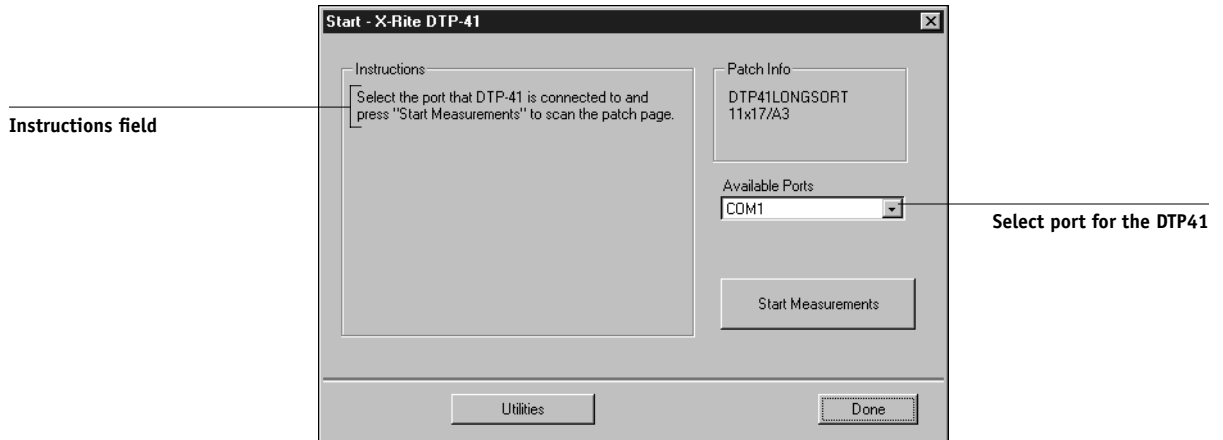 Start - X-Rite DTP-41
Instructions
Select the port that DTP-41 is connected to and
press "Start Measurements" to scan the patch page.
Instructions field
Patch Info
DTP41LONGSORT
11x17/A3
Available Ports
COM1
Select port for the DTP41
Start Measurements
Utilities
Done